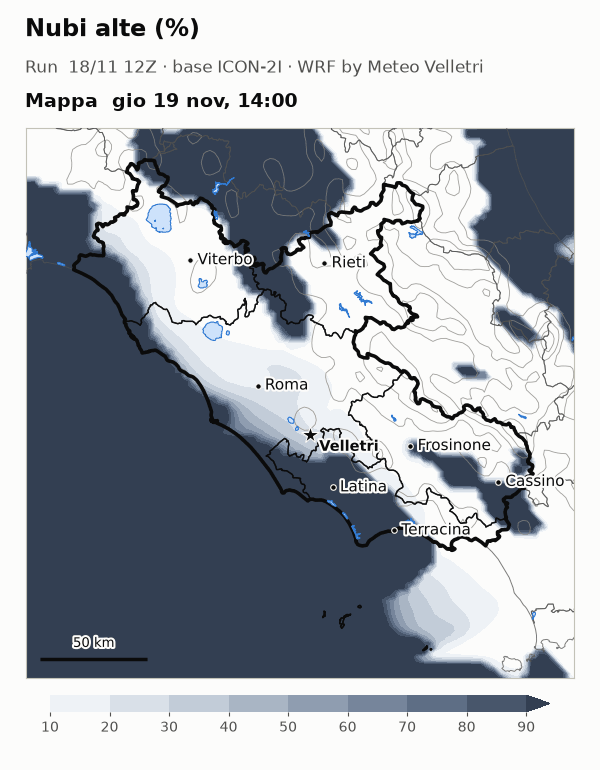 Nubi alte (%)
Run  18/11 12Z · base ICON-2I · WRF by Meteo Velletri
Mappa  gio 19 nov, 14:00
Viterbo
Rieti
Roma
Velletri
Frosinone
Cassino
Latina
Terracina
50 km
10 20 30 40 50 60 70 80 90